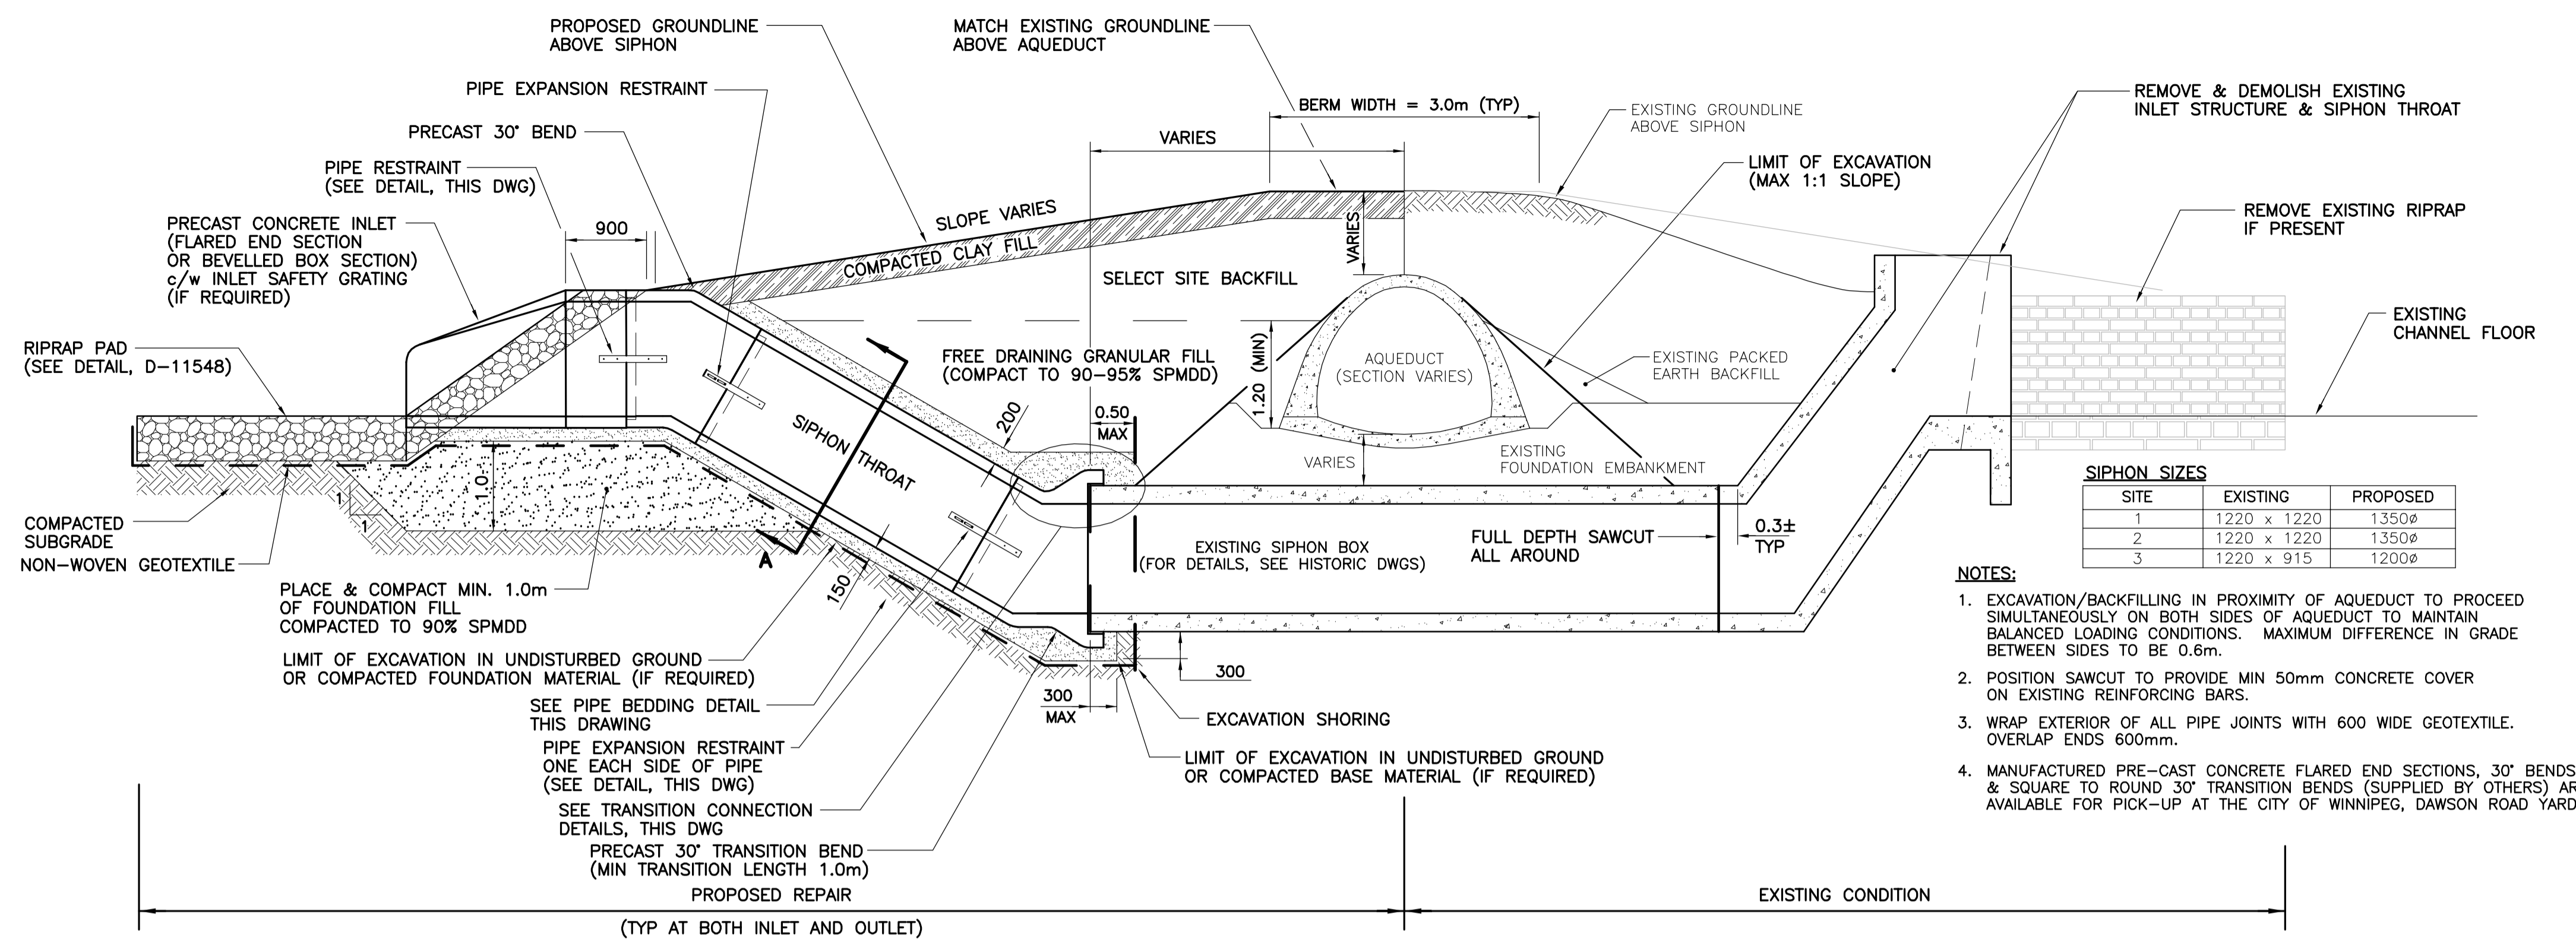 PROPOSED GROUNDLINE
ABOVE SIPHON
MATCH EXISTING GROUNDLINE
ABOVE AQUEDUCT
PIPE EXPANSION RESTRAINT
PRECAST 30° BEND
PIPE RESTRAINT
(SEE DETAIL, THIS DWG)
PRECAST CONCRETE INLET
(FLARED END SECTION
OR BEVELLED BOX SECTION)
c/w INLET SAFETY GRATING
(IF REQUIRED)
900
RIPRAP PAD
(SEE DETAIL, D-11548)
COMPACTED
SUBGRADE
NON-WOVEN GEOTEXTILE
1
1
1.0
PLACE & COMPACT MIN. 1.0m
OF FOUNDATION FILL
COMPACTED TO 90% SPMDD
LIMIT OF EXCAVATION IN UNDISTURBED GROUND
OR COMPACTED FOUNDATION MATERIAL (IF REQUIRED)
SEE PIPE BEDDING DETAIL
THIS DRAWING
PIPE EXPANSION RESTRAINT
ONE EACH SIDE OF PIPE
(SEE DETAIL, THIS DWG)
SEE TRANSITION CONNECTION
DETAILS, THIS DWG
PRECAST 30° TRANSITION BEND
(MIN TRANSITION LENGTH 1.0m)
SLOPE VARIES
COMPACTED CLAY FILL
VARIES
BERM WIDTH = 3.0m (TYP)
VARIES
SELECT SITE BACKFILL
FREE DRAINING GRANULAR FILL
(COMPACT TO 90-95% SPMDD)
1.20 (MIN)
0.50
MAX
200
SIPHON THROAT
A
150
AQUEDUCT
(SECTION VARIES)
VARIES
EXISTING
FOUNDATION EMBANKMENT
EXISTING PACKED
EARTH BACKFILL
EXISTING GROUNDLINE
ABOVE SIPHON
LIMIT OF EXCAVATION
(MAX 1:1 SLOPE)
REMOVE & DEMOLISH EXISTING
INLET STRUCTURE & SIPHON THROAT
REMOVE EXISTING RIPRAP
IF PRESENT
EXISTING
CHANNEL FLOOR
EXISTING SIPHON BOX
(FOR DETAILS, SEE HISTORIC DWGS)
FULL DEPTH SAWCUT
ALL AROUND
0.3±
TYP
300
300
MAX
EXCAVATION SHORING
LIMIT OF EXCAVATION IN UNDISTURBED GROUND
OR COMPACTED BASE MATERIAL (IF REQUIRED)
SIPHON SIZES
SITE EXISTING PROPOSED
1 1220 x 1220 1350ø
2 1220 x 1220 1350ø
3 1220 x 915 1200ø
NOTES:
1. EXCAVATION/BACKFILLING IN PROXIMITY OF AQUEDUCT TO PROCEED
SIMULTANEOUSLY ON BOTH SIDES OF AQUEDUCT TO MAINTAIN
BALANCED LOADING CONDITIONS. MAXIMUM DIFFERENCE IN GRADE
BETWEEN SIDES TO BE 0.6m.
2. POSITION SAWCUT TO PROVIDE MIN 50mm CONCRETE COVER
ON EXISTING REINFORCING BARS.
3. WRAP EXTERIOR OF ALL PIPE JOINTS WITH 600 WIDE GEOTEXTILE.
OVERLAP ENDS 600mm.
4. MANUFACTURED PRE-CAST CONCRETE FLARED END SECTIONS, 30° BENDS
& SQUARE TO ROUND 30° TRANSITION BENDS (SUPPLIED BY OTHERS)
AVAILABLE FOR PICK-UP AT THE CITY OF WINNIPEG, DAWSON ROAD YARD
PROPOSED REPAIR
(TYP AT BOTH INLET AND OUTLET)
EXISTING CONDITION